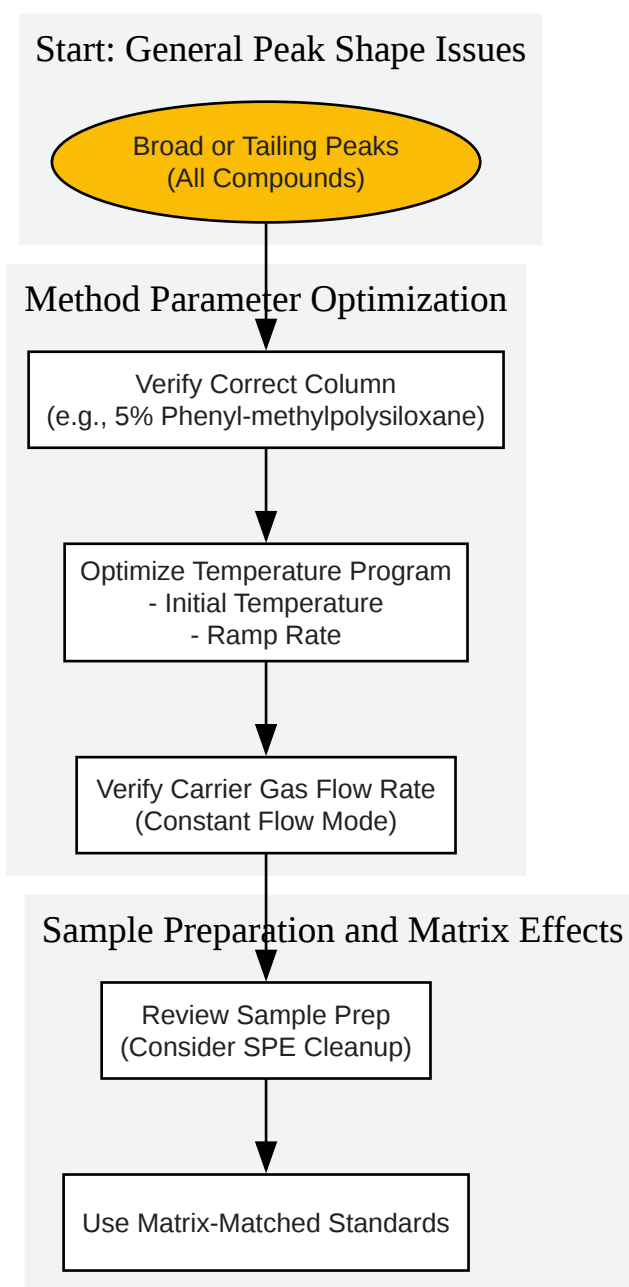 Start: General Peak Shape Issues
Broad or Tailing Peaks
(All Compounds)
Method Parameter Optimization
Verify Correct Column
(e.g., 5% Phenyl-methylpolysiloxane)
Optimize Temperature Program
- Initial Temperature
- Ramp Rate
Verify Carrier Gas Flow Rate
(Constant Flow Mode)
Sample Preparation and Matrix Effects
Review Sample Prep
(Consider SPE Cleanup)
Use Matrix-Matched Standards